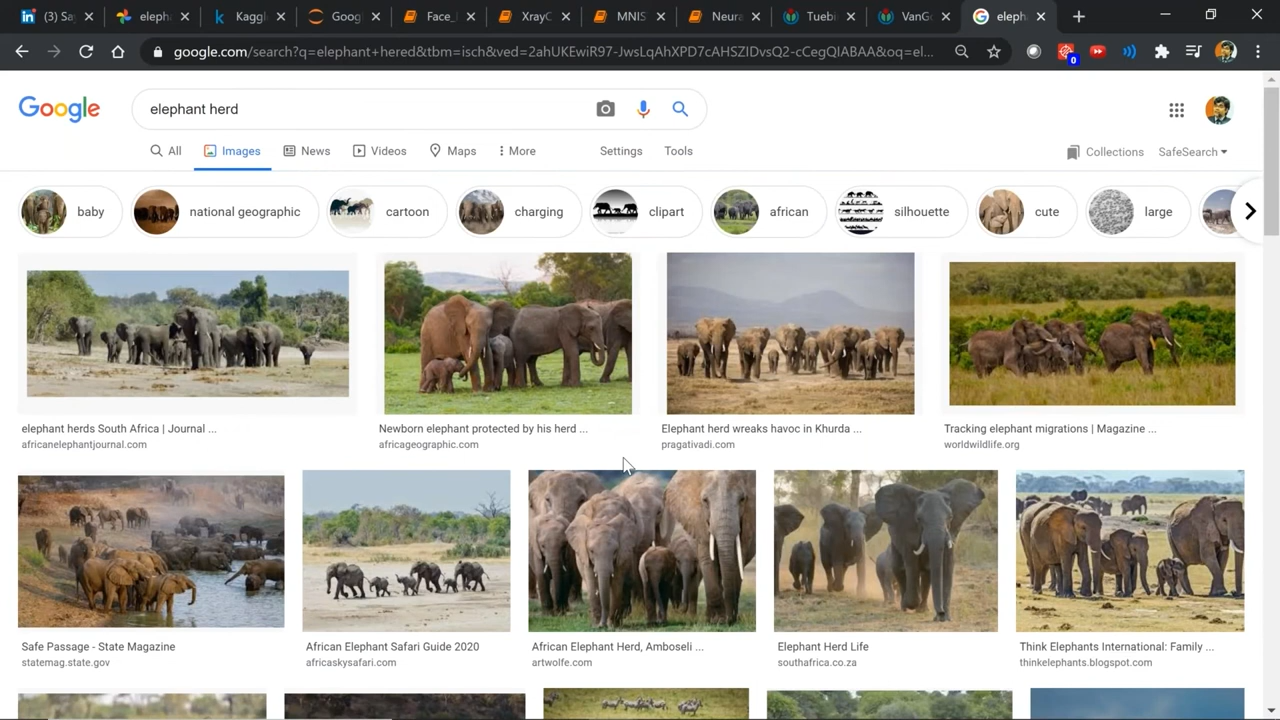 (3) Say
eleph
Kaggl
Goog
Face_
XrayC
MNIS
Neura
Tuebi
VanGo
eleph
google.com/search?q=elephant+hered&tbm=isch&ved=2ahUKEwiR97-JwsLqAhXPD7cAHSZIDvsQ2-cCegQIABAA&oq=el...
0
Google
elephant herd
All Images News Videos Maps More Settings Tools Collections SafeSearch
baby national geographic cartoon charging clipart african silhouette cute large
elephant herds South Africa | Journal ...
africanelephantjournal.com
Newborn elephant protected by his herd ...
africageographic.com
Elephant herd wreaks havoc in Khurda ...
pragativadi.com
Tracking elephant migrations | Magazine ...
worldwildlife.org
Safe Passage - State Magazine
statemag.state.gov
African Elephant Safari Guide 2020
africaskysafari.com
African Elephant Herd, Amboseli ...
artwolfe.com
Elephant Herd Life
southafrica.co.za
Think Elephants International: Family ...
thinkelephants.blogspot.com